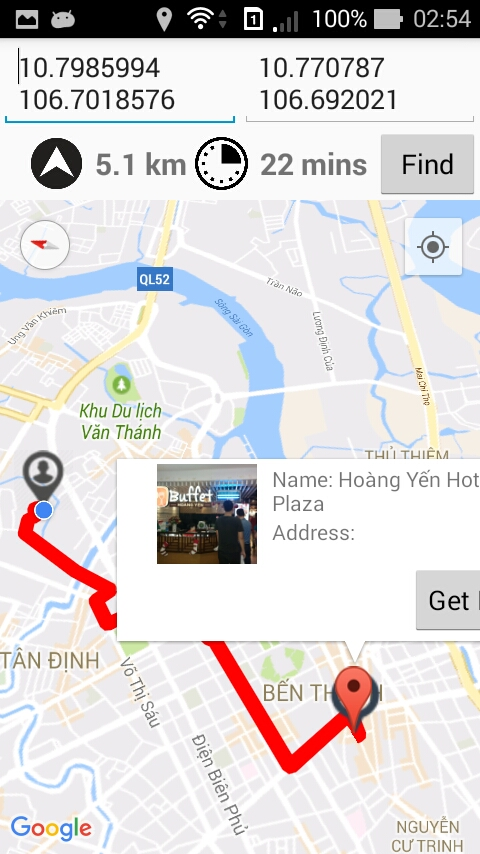 1
100%
02:54
10.7985994
106.7018576
10.770787
106.692021
5.1 km
22 mins
Find
QL52
Trần Não
Ung Văn Khiêm
Sông Sài Gòn
Lương Định Của
Mai Chí Thọ
Khu Du lịch
Văn Thánh
THỦ THIÊM
Buffet
HOÀNG YẾN
Name: Hoàng Yến Hot
Plaza
Address:
Get
TÂN ĐỊNH
Võ Thị Sáu
BẾN TH
Điện Biên Phủ
Google
NGUYỄN
CƯ TRINH